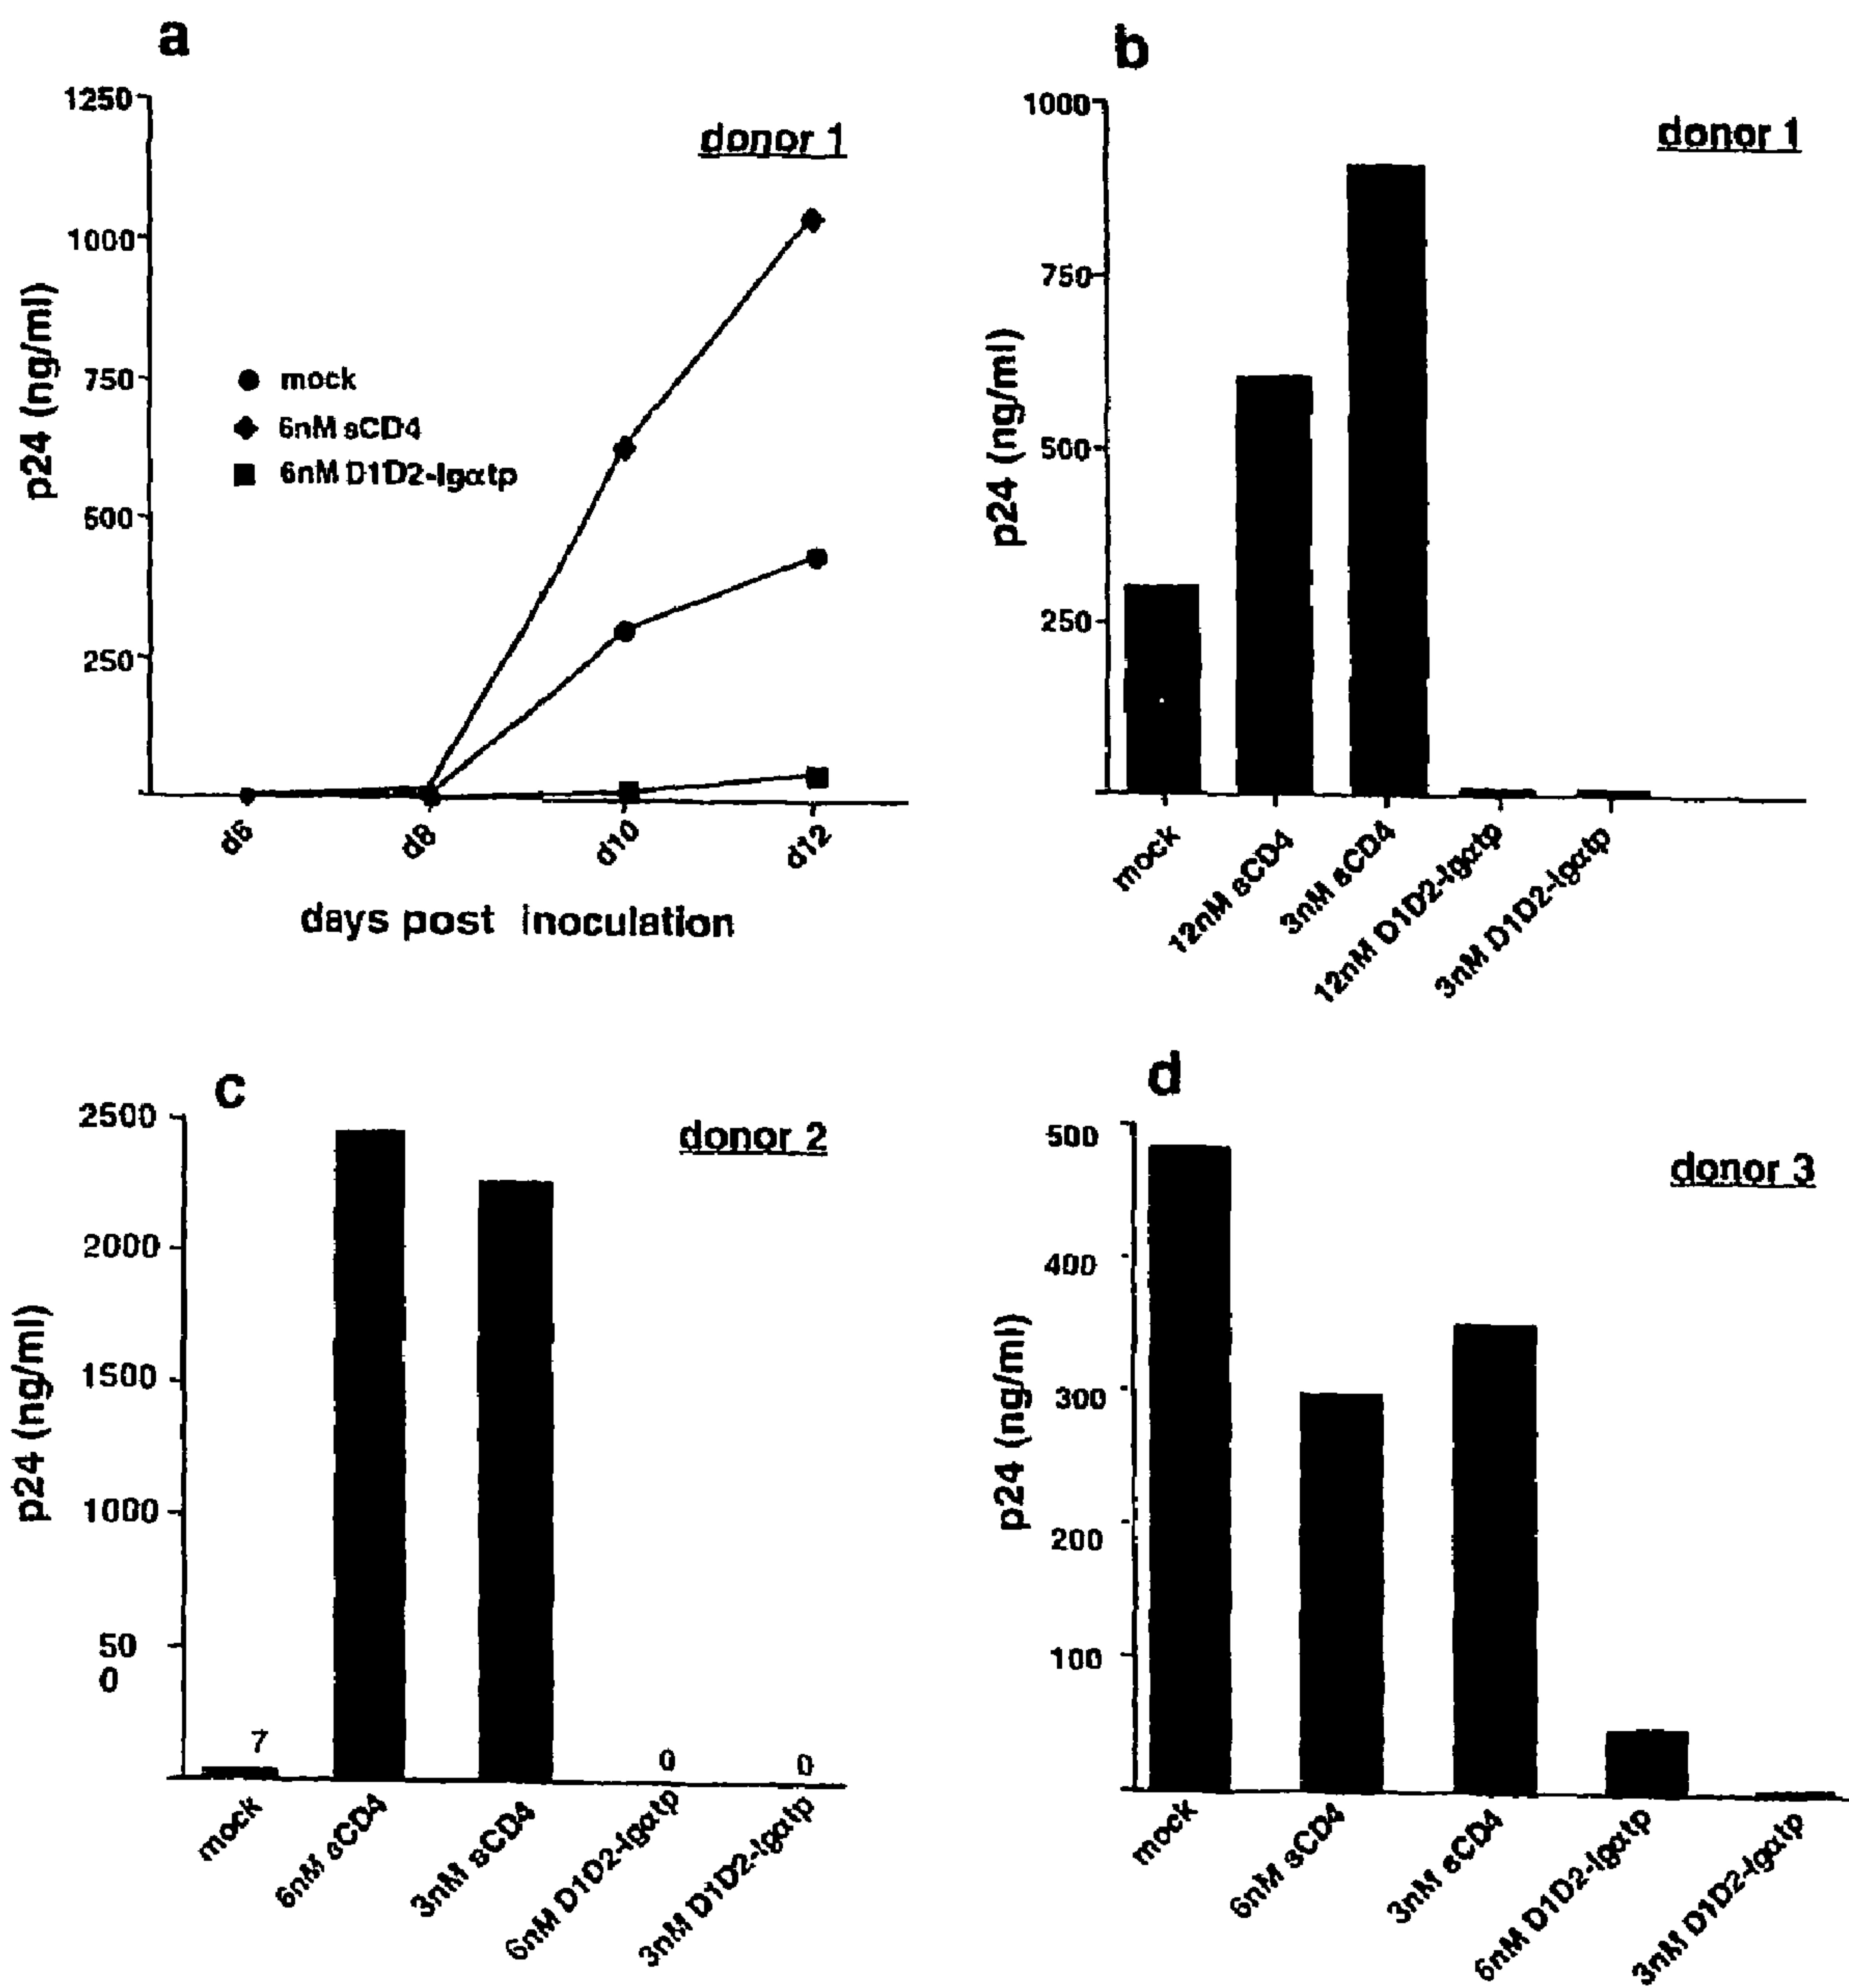 a
1250
1000
750
500
250
p24 (ng/ml)
donor 1
mock
6nM sCD4
6nM D1D2-Igαtp
d6
d8
d10
d12
days post inoculation
b
1000
750
500
250
p24 (ng/ml)
donor 1
mock
12nM sCD4
3nM sCD4
12nM D1D2-Igαtp
3nM D1D2-Igαtp
c
2500
2000
1500
1000
50
0
p24 (ng/ml)
donor 2
7
0
0
mock
6nM sCD4
3nM sCD4
6nM D1D2-Igαtp
3nM D1D2-Igαtp
d
500
400
300
200
100
p24 (ng/ml)
donor 3
mock
6nM sCD4
3nM sCD4
6nM D1D2-Igαtp
3nM D1D2-Igαtp